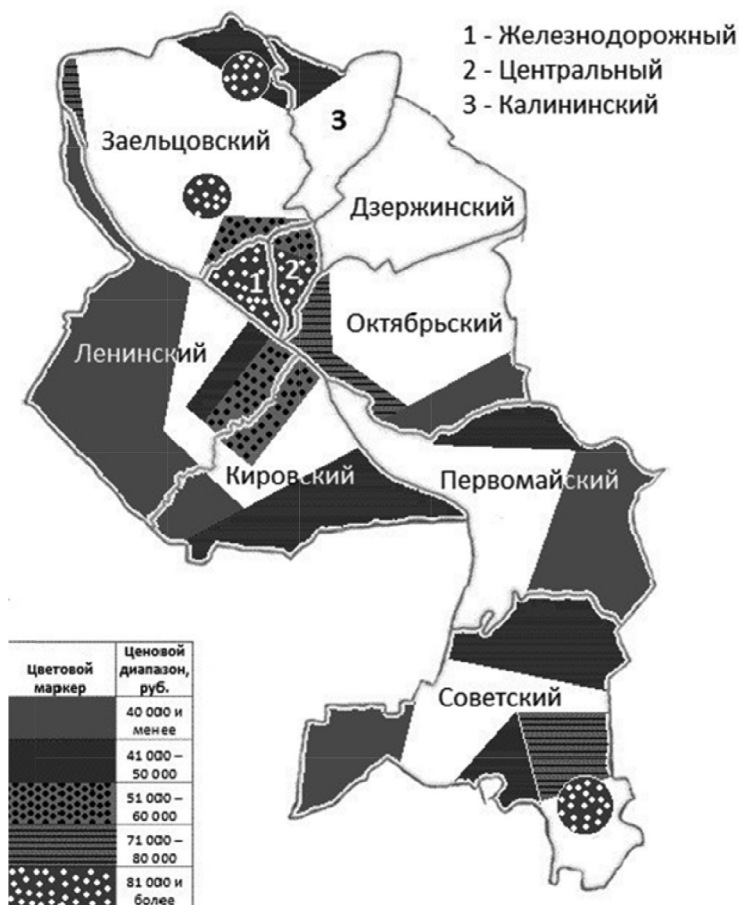 1 - Железнодорожный
2 - Центральный
3 - Калининский
3
Заельцовский
Дзержинский
1
2
Октябрьский
Ленинский
Кировский
Первомайский
Советский
Цветовой
маркер
Ценовой
диапазон,
руб.
40 000 и
менее
41 000 –
50 000
51 000 –
60 000
71 000 –
80 000
81 000 и
более